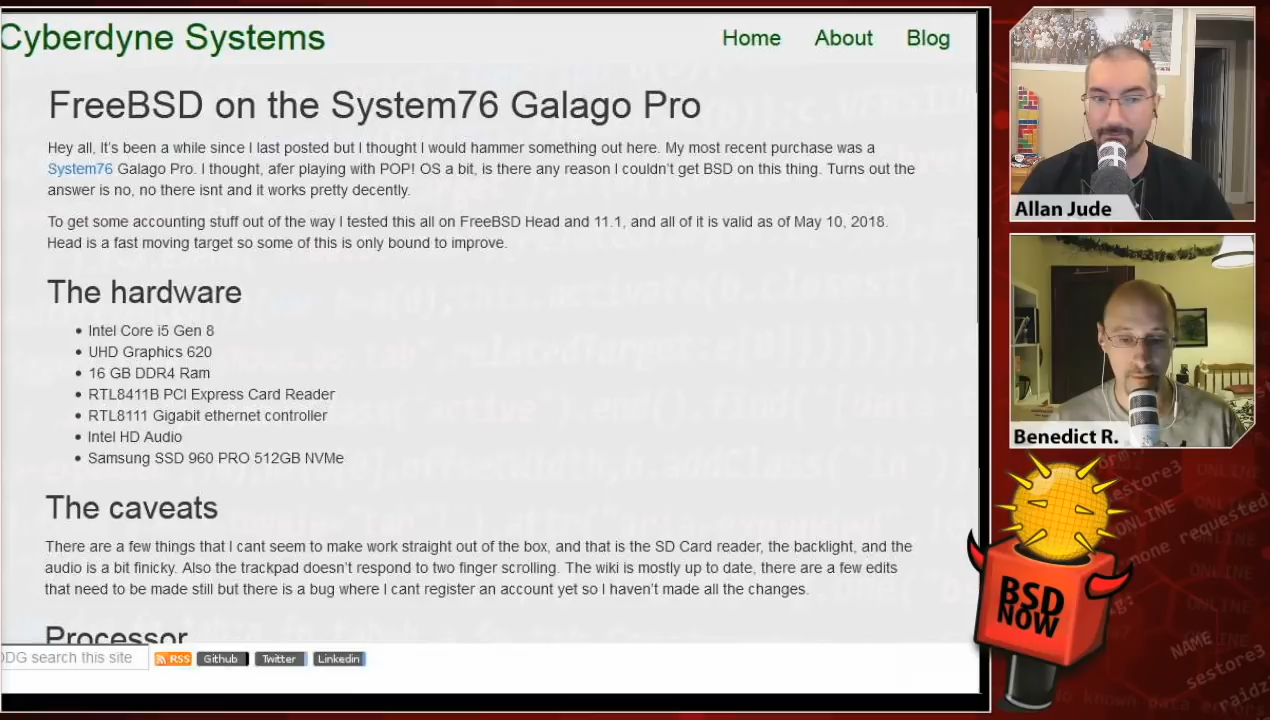 Cyberdyne Systems
Home About Blog
FreeBSD on the System76 Galago Pro
Hey all, It's been a while since I last posted but I thought I would hammer something out here. My most recent purchase was a
System76 Galago Pro. I thought, afer playing with POP! OS a bit, is there any reason I couldn't get BSD on this thing. Turns out the
answer is no, no there isnt and it works pretty decently.
To get some accounting stuff out of the way I tested this all on FreeBSD Head and 11.1, and all of it is valid as of May 10, 2018.
Head is a fast moving target so some of this is only bound to improve.
The hardware
Intel Core i5 Gen 8
UHD Graphics 620
16 GB DDR4 Ram
RTL8411B PCI Express Card Reader
RTL8111 Gigabit ethernet controller
Intel HD Audio
Samsung SSD 960 PRO 512GB NVMe
The caveats
There are a few things that I cant seem to make work straight out of the box, and that is the SD Card reader, the backlight, and the
audio is a bit finicky. Also the trackpad doesn't respond to two finger scrolling. The wiki is mostly up to date, there are a few edits
that need to be made still but there is a bug where I cant register an account yet so I haven't made all the changes.
Processor
DDG search this site
RSS Github Twitter Linkedin
Allan Jude
Benedict R.
BSD
NOW